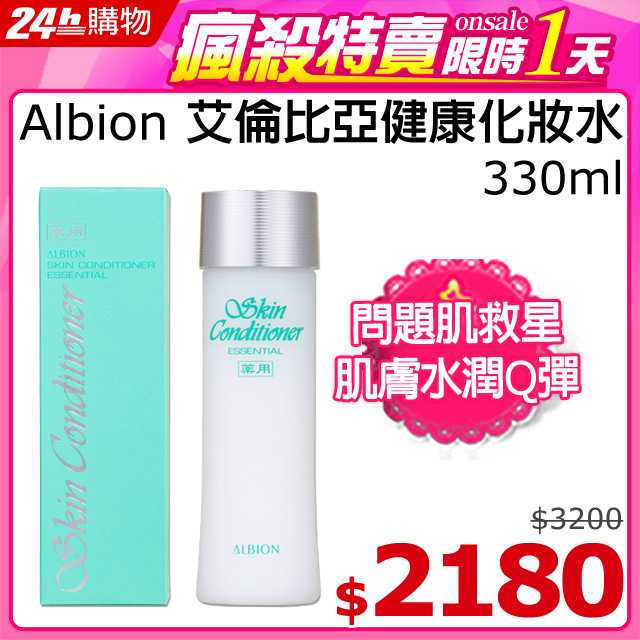 24h購物
瘋殺特賣
onsale
限時1天
Albion 艾倫比亞健康化妝水
330ml
薬用
ALBION
SKIN CONDITIONER
ESSENTIAL
Skin Conditioner
Skin
Conditioner
ESSENTIAL
薬用
ALBION
問題肌救星
肌膚水潤Q彈
$3200
$2180